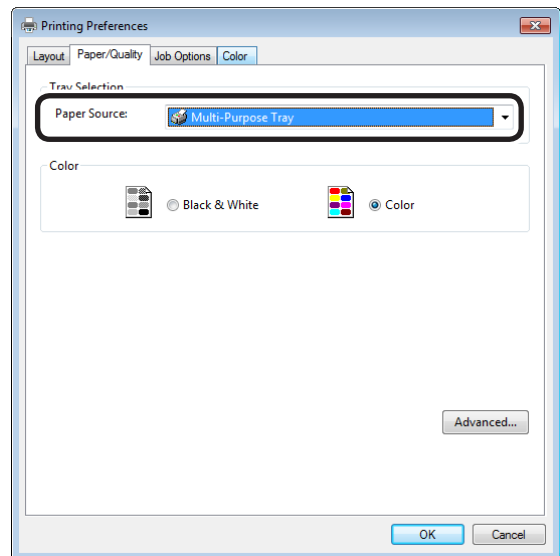 Printing Preferences
Layout Paper/Quality Job Options Color
Tray Selection
Paper Source: Multi-Purpose Tray
Color
Black & White Color
Advanced...
OK Cancel